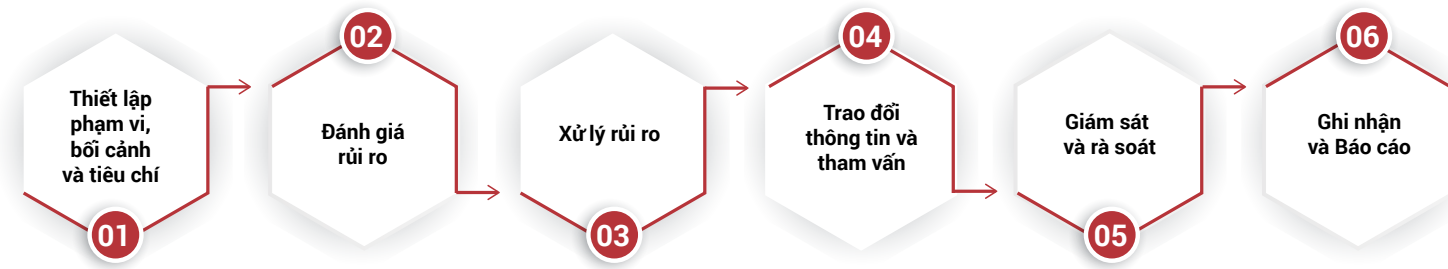 01
Thiết lập
phạm vi,
bối cảnh
và tiêu chí
02
Đánh giá
rủi ro
03
Xử lý rủi ro
04
Trao đổi
thông tin và
tham vấn
05
Giám sát
và rà soát
06
Ghi nhận
và Báo cáo